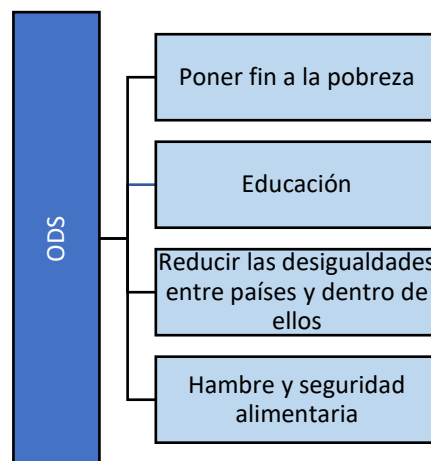 ODS
Poner fin a la pobreza
Educación
Reducir las desigualdades
entre países y dentro de
ellos
Hambre y seguridad
alimentaria